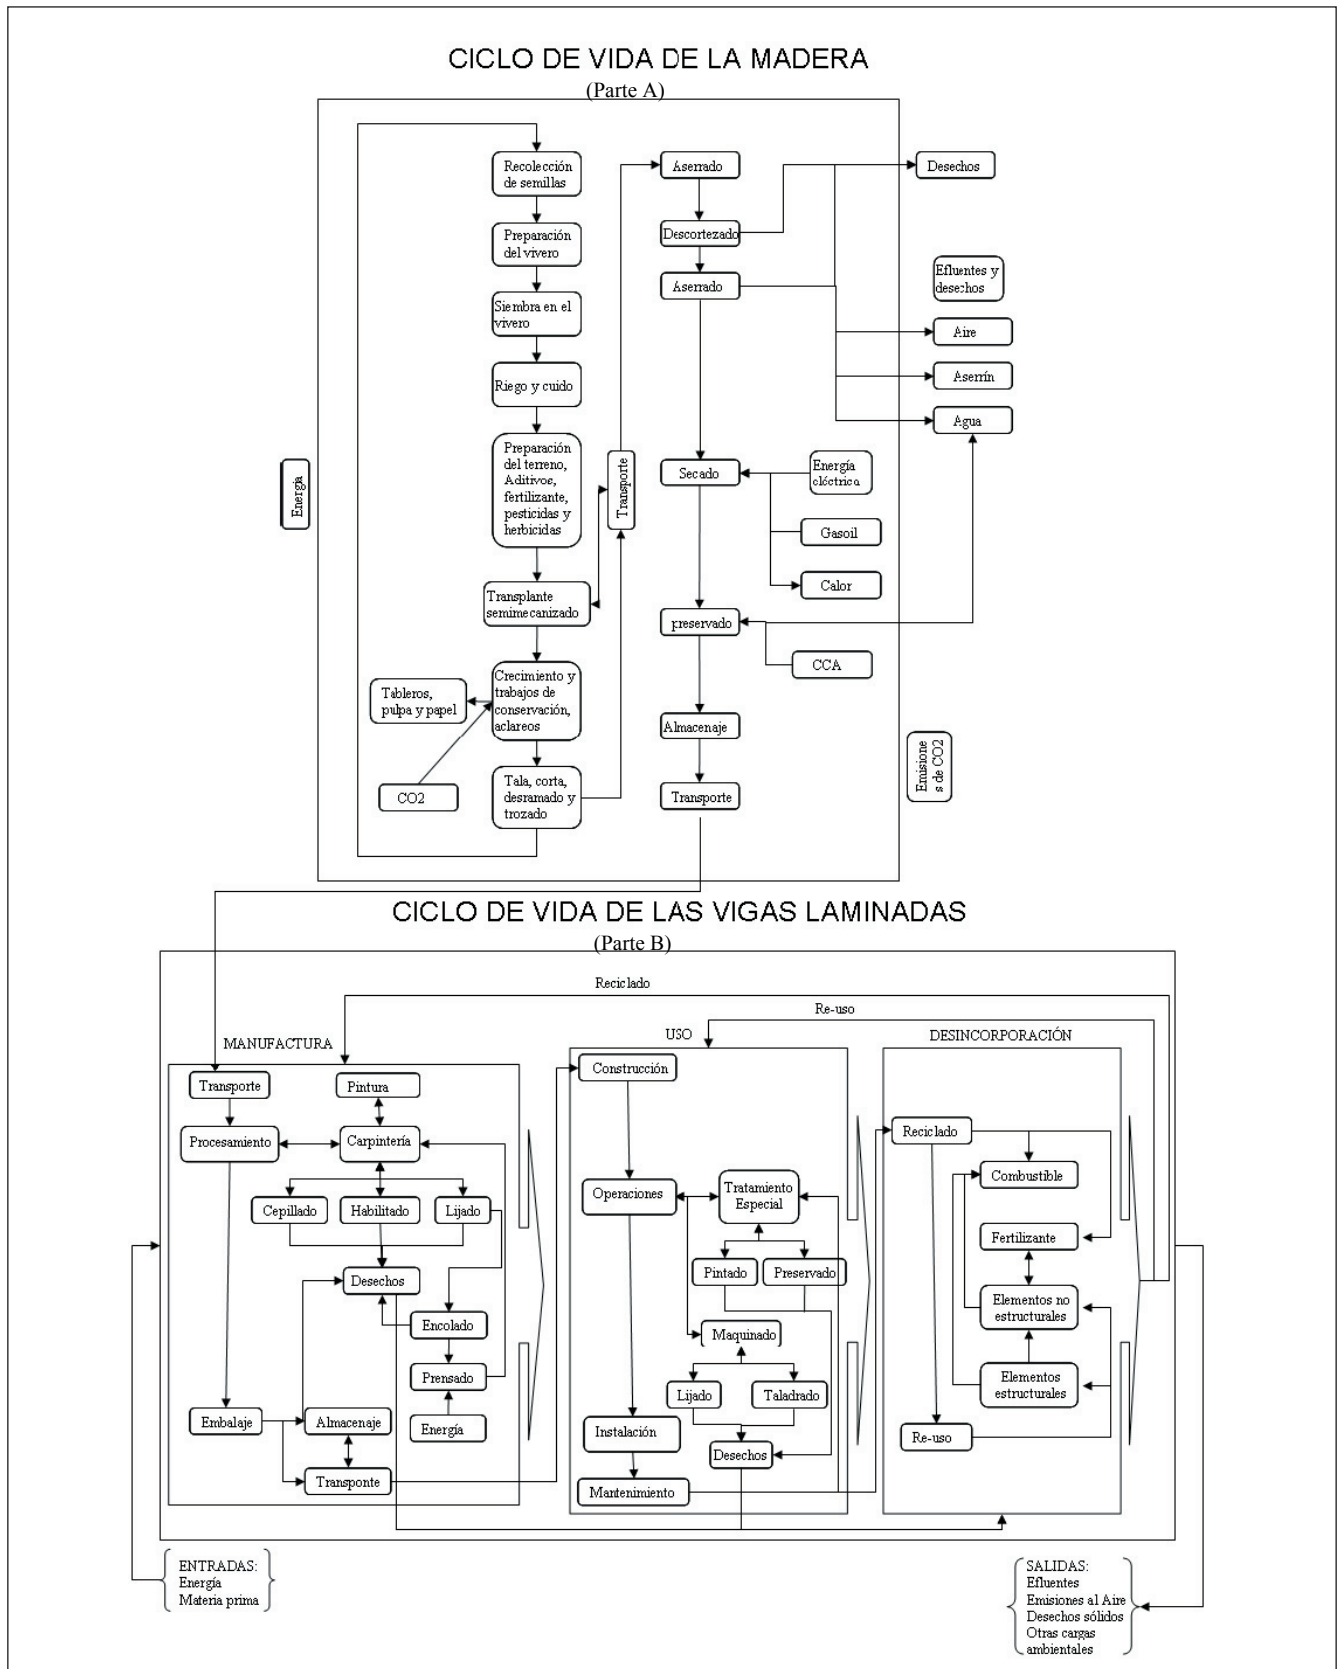 CICLO DE VIDA DE LA MADERA
(Parte A)
Recolección
de semillas
Preparación
del vivero
Siembra en el
vivero
Riego y cuido
Preparación
del terreno,
Aditivos,
fertilizante,
pesticidas y
herbicidas
Transplante
semimecanizado
Crecimiento y
trabajos de
conservación,
aclareos
Tala, corta,
desramado y
trozado
Tableros,
pulpa y papel
CO2
Energía
Transporte
Aserrado
Descortezado
Aserrado
Secado
preservado
Almacenaje
Transporte
Energía
eléctrica
Gasoil
Calor
CCA
Desechos
Efluentes y
desechos
Aire
Aserrín
Agua
Emisione
s de CO2
CICLO DE VIDA DE LAS VIGAS LAMINADAS
(Parte B)
Reciclado
Re-uso
MANUFACTURA
Transporte
Pintura
Procesamiento
Carpintería
Cepillado
Habilitado
Lijado
Desechos
Encolado
Prensado
Energía
Embalaje
Almacenaje
Transponte
USO
Construcción
Operaciones
Tratamiento
Especial
Pintado
Preservado
Maquinado
Lijado
Taladrado
Instalación
Desechos
Mantenimiento
DESINCORPORACIÓN
Reciclado
Combustible
Fertilizante
Elementos no
estructurales
Elementos
estructurales
Re-uso
ENTRADAS:
Energía
Materia prima
SALIDAS:
Efluentes
Emisiones al Aire
Desechos sólidos
Otras cargas
ambientales